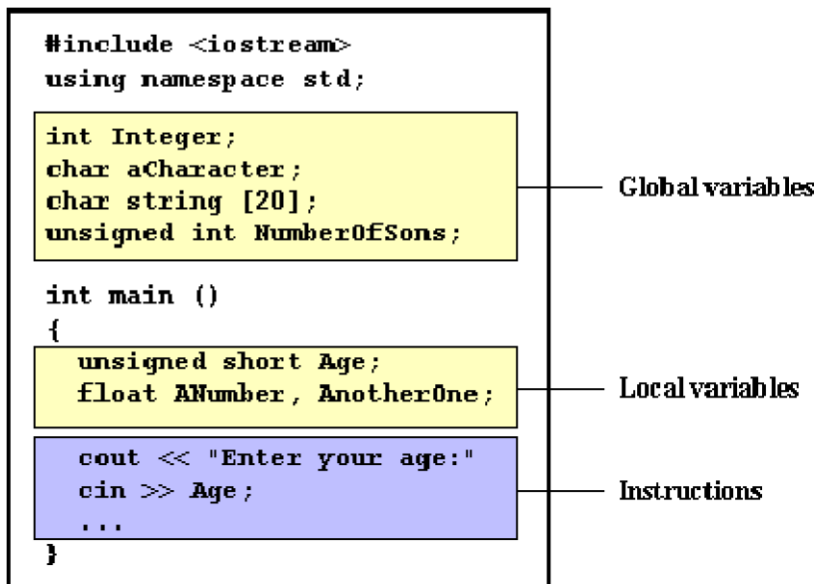 #include <iostream>
using namespace std;
int Integer;
char aCharacter;
char string [20];
unsigned int NumberOfSons;
Global variables
int main ()
{
unsigned short Age;
float ANumber, AnotherOne;
Local variables
cout << "Enter your age:"
cin >> Age;
...
Instructions
}